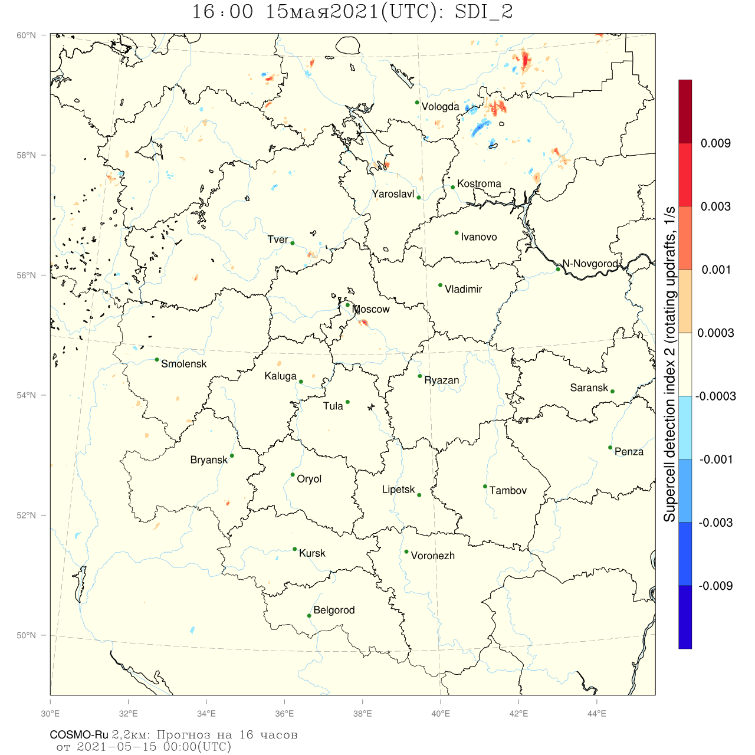 16:00 15мая2021(UTC): SDI_2
60°N
Vologda
0.009
58°N
Kostroma
Yaroslavl
0.003
Tver
Ivanovo
N-Novgorod
0.001
56°N
Vladimir
Moscow
0.0003
Smolensk
Kaluga
Ryazan
Saransk
54°N
-0.0003
Tula
Penza
Bryansk
-0.001
Oryol
Lipetsk
Tambov
52°N
-0.003
Kursk
Voronezh
-0.009
Belgorod
50°N
Supercell detection index 2 (rotating updrafts, 1/s)
30°E 32°E 34°E 36°E 38°E 40°E 42°E 44°E
COSMO-Ru 2,2км: Прогноз на 16 часов
от 2021-05-15 00:00(UTC)